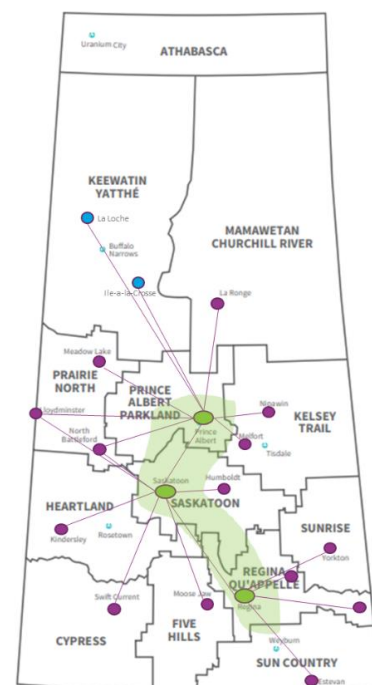 ATHABASCA
Uranium City
KEEWATIN
YATTHÉ
La Loche
Buffalo
Narrows
MAMAWETAN
CHURCHILL RIVER
Ile-a-la-Crosse
La Ronge
Meadow Lake
PRAIRIE
NORTH
PRINCE
ALBERT
PARKLAND
Lloydminster
Nipawin
KELSEY
TRAIL
North
Battleford
Prince
Albert
Melfort
Tisdale
Saskatoon
Humboldt
HEARTLAND
SASKATOON
SUNRISE
Kindersley
Rosetown
Yorkton
REGINA
QU'APPELLE
Swift Current
Moose Jaw
Regina
CYPRESS
FIVE
HILLS
Weyburn
SUN COUNTRY
Estevan